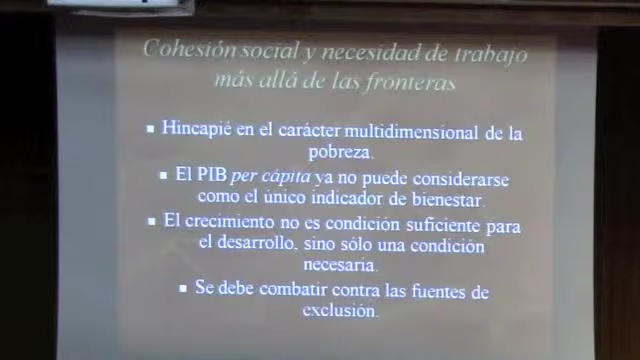 Cohesión social y necesidad de trabajo
más allá de las fronteras
▪ Hincapié en el carácter multidimensional de la
pobreza.
▪ El PIB per cápita ya no puede considerarse
como el único indicador de bienestar.
▪ El crecimiento no es condición suficiente para
el desarrollo, sino sólo una condición
necesaria.
▪ Se debe combatir contra las fuentes de
exclusión.